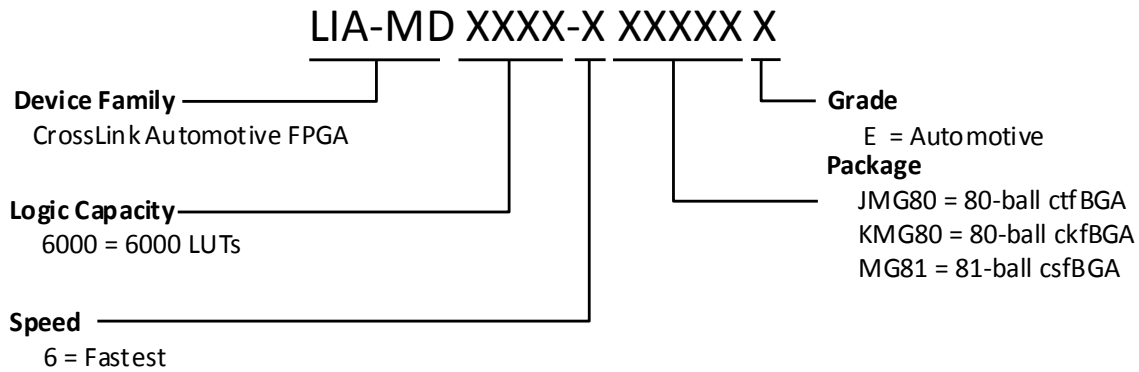 LIA-MD XXXX-X XXXXX X
Device Family
CrossLink Automotive FPGA
Logic Capacity
6000 = 6000 LUTs
Speed
6 = Fastest
Grade
E = Automotive
Package
JMG80 = 80-ball ctfBGA
KMG80 = 80-ball ckfBGA
MG81 = 81-ball csfBGA